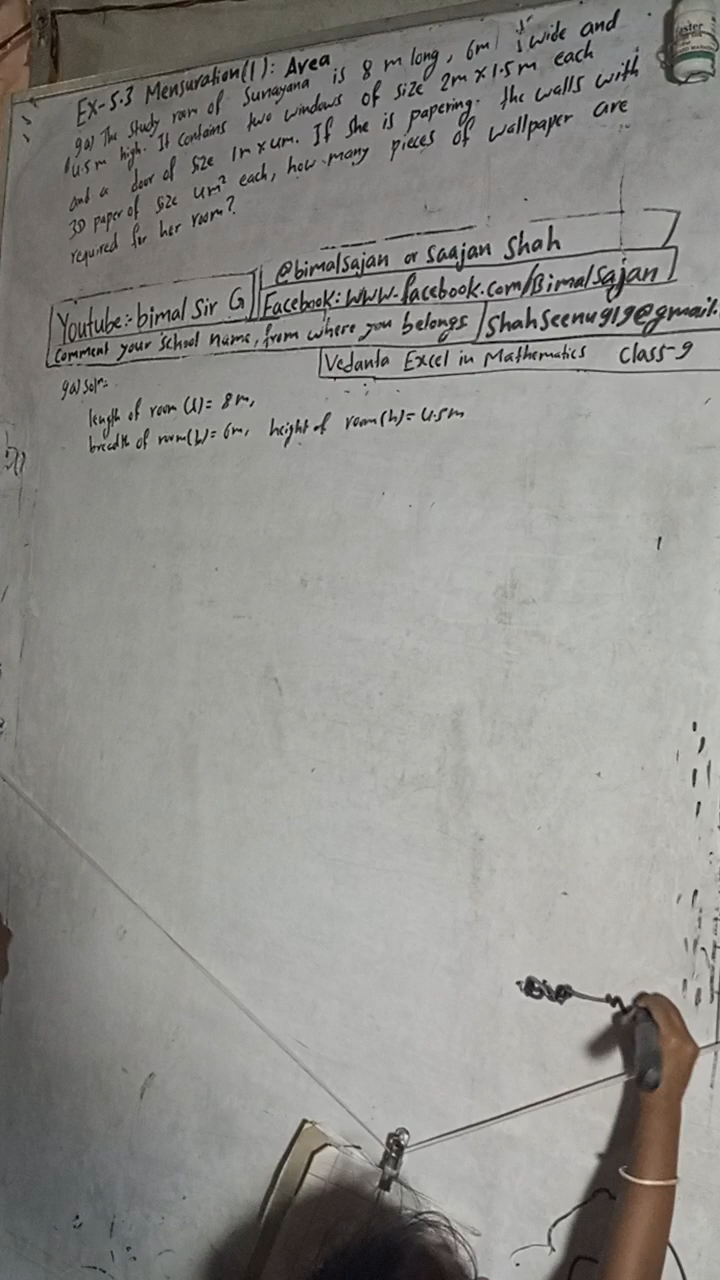 EX-5.3 Mensuration(1): Area
9a) The study room of Sunayana is 8 m long, 6m wide and
4.5m high. It contains two windows of size 2m x 1.5m each
and a door of size 1m x 4m. If she is papering the walls with
3D paper of size 4m² each, how many pieces of wallpaper are
required for her room?
@bimalsajan or Saajan Shah
Youtube:- bimal Sir G
Facebook: www.facebook.com/Bimalsajan
Comment your School name, from where you belongs
Shahseenu919@gmail.
Vedanta Excel in Mathematics Class-9
9a) Solⁿ:
length of room (l) = 8m,
breadth of room(b) = 6m, height of room(h) = 4.5m